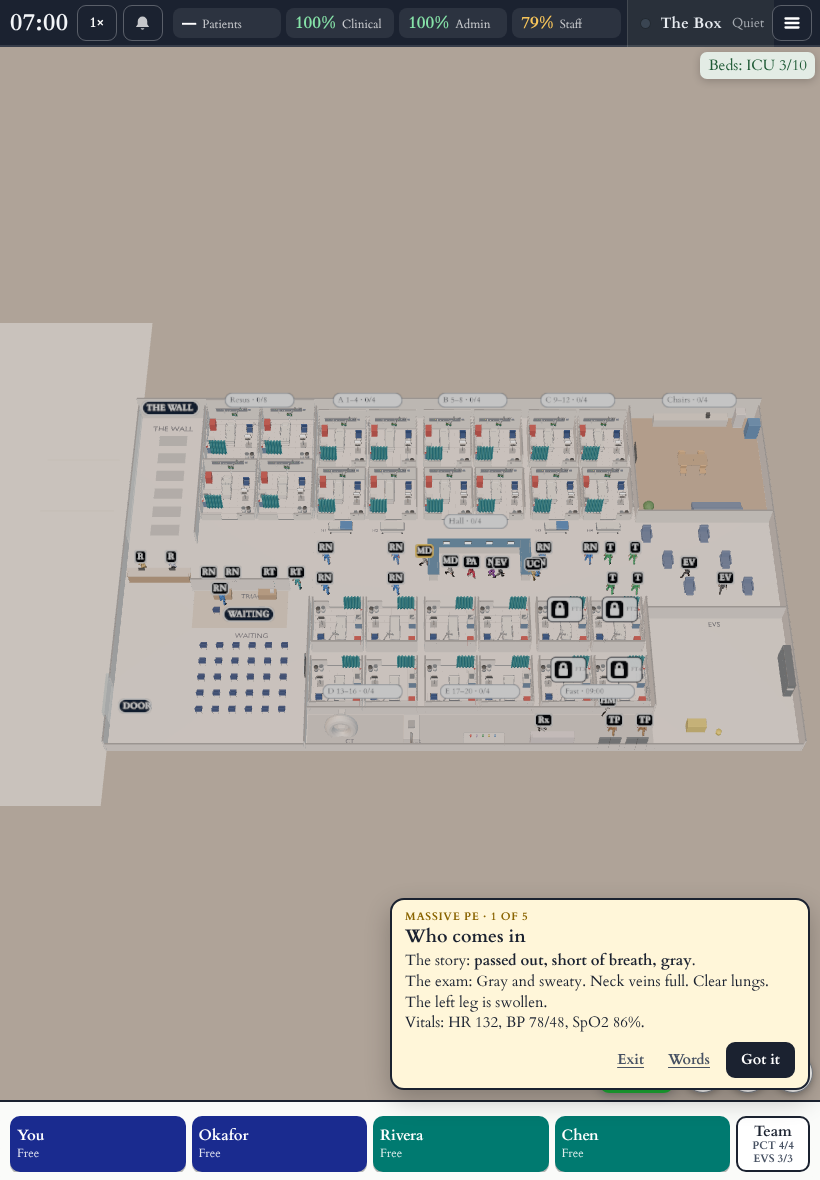 07:00
1×
Patients
100% Clinical
100% Admin
79% Staff
The Box
Quiet
Beds: ICU 3/10
THE WALL
THE WALL
Resus · 0/8
A 1–4 · 0/4
B 5–8 · 0/4
C 9–12 · 0/4
Chairs · 0/4
Hall · 0/4
R
R
RN
RN
MD
MD
PA
EV
UC
RN
RN
T
T
EV
EV
RN
RN
RT
RT
RN
RN
RN
T
T
WAITING
WAITING
EVS
D 13–16 · 0/4
E 17–20 · 0/4
Fast · 09:00
DOOR
CT
Rx
TP
TP
MASSIVE PE · 1 OF 5
Who comes in
The story: passed out, short of breath, gray.
The exam: Gray and sweaty. Neck veins full. Clear lungs.
The left leg is swollen.
Vitals: HR 132, BP 78/48, SpO2 86%.
Exit
Words
Got it
You
Free
Okafor
Free
Rivera
Free
Chen
Free
Team
PCT 4/4
EVS 3/3